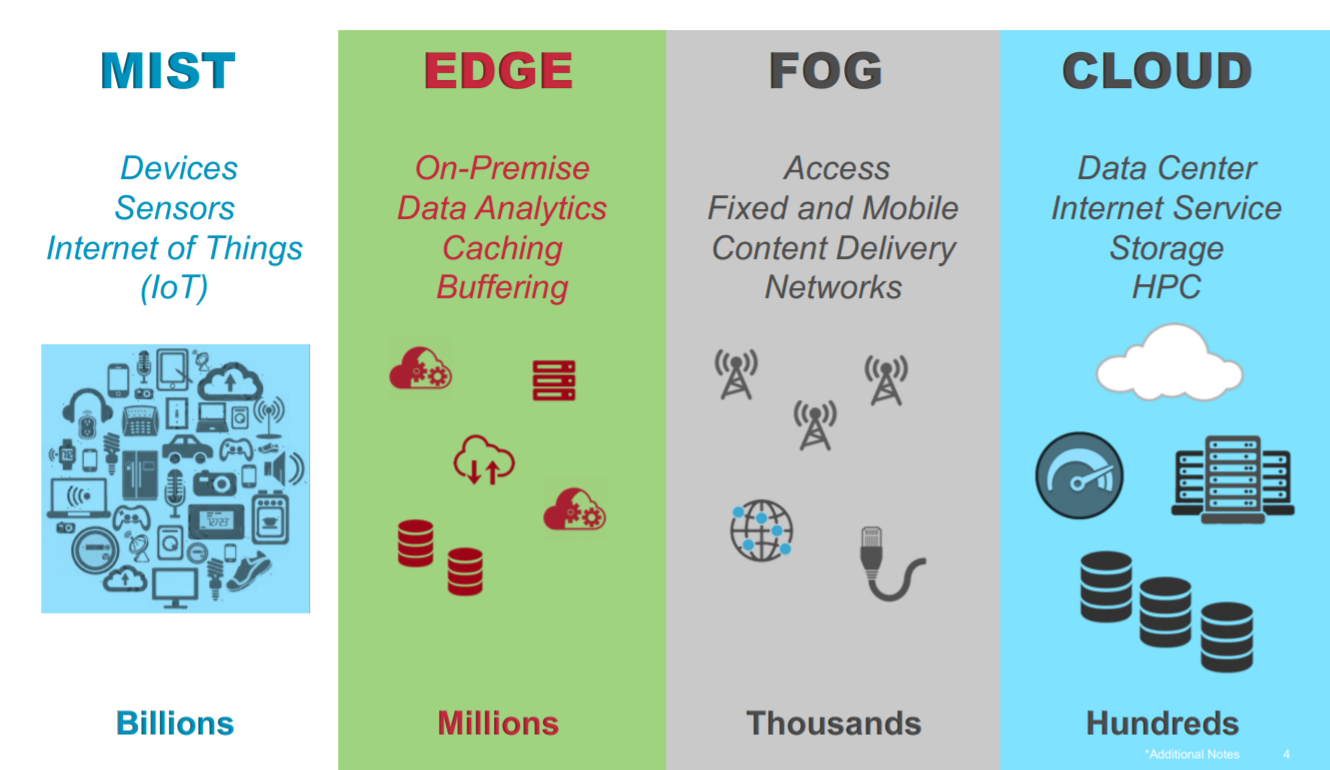 MIST
Devices
Sensors
Internet of Things
(IoT)
Billions
EDGE
On-Premise
Data Analytics
Caching
Buffering
Millions
FOG
Access
Fixed and Mobile
Content Delivery
Networks
Thousands
CLOUD
Data Center
Internet Service
Storage
HPC
Hundreds
*Additional Notes
4